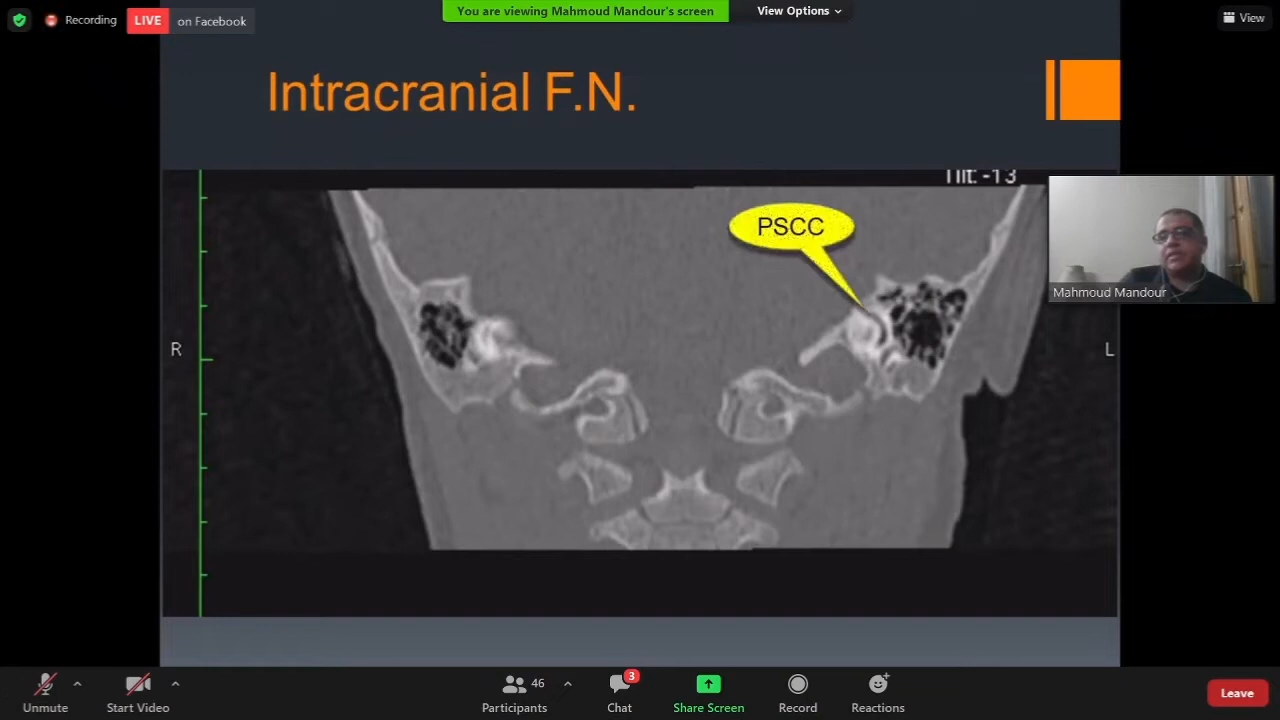 Recording
LIVE on Facebook
You are viewing Mahmoud Mandour's screen
View Options
View
Intracranial F.N.
Tilt: -13
PSCC
Mahmoud Mandour
R
L
Unmute
Start Video
46
Participants
3
Chat
Share Screen
Record
Reactions
Leave